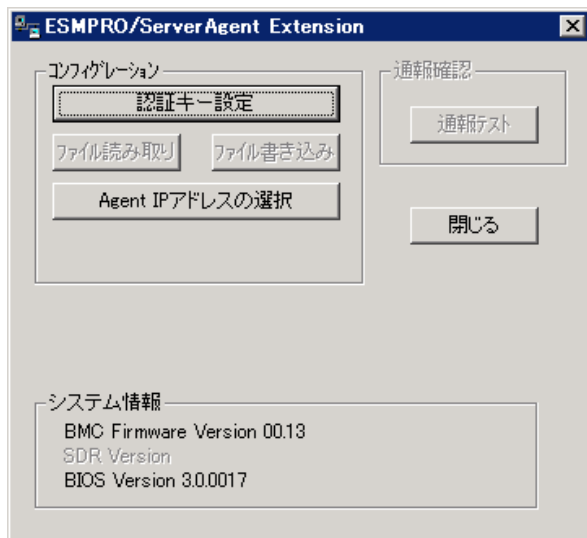 ESMPRO/ServerAgent Extension
コンフィグレーション
認証キー設定
ファイル読み取り
ファイル書き込み
Agent IPアドレスの選択
通報確認
通報テスト
閉じる
システム情報
BMC Firmware Version 00.13
SDR Version
BIOS Version 3.0.0017